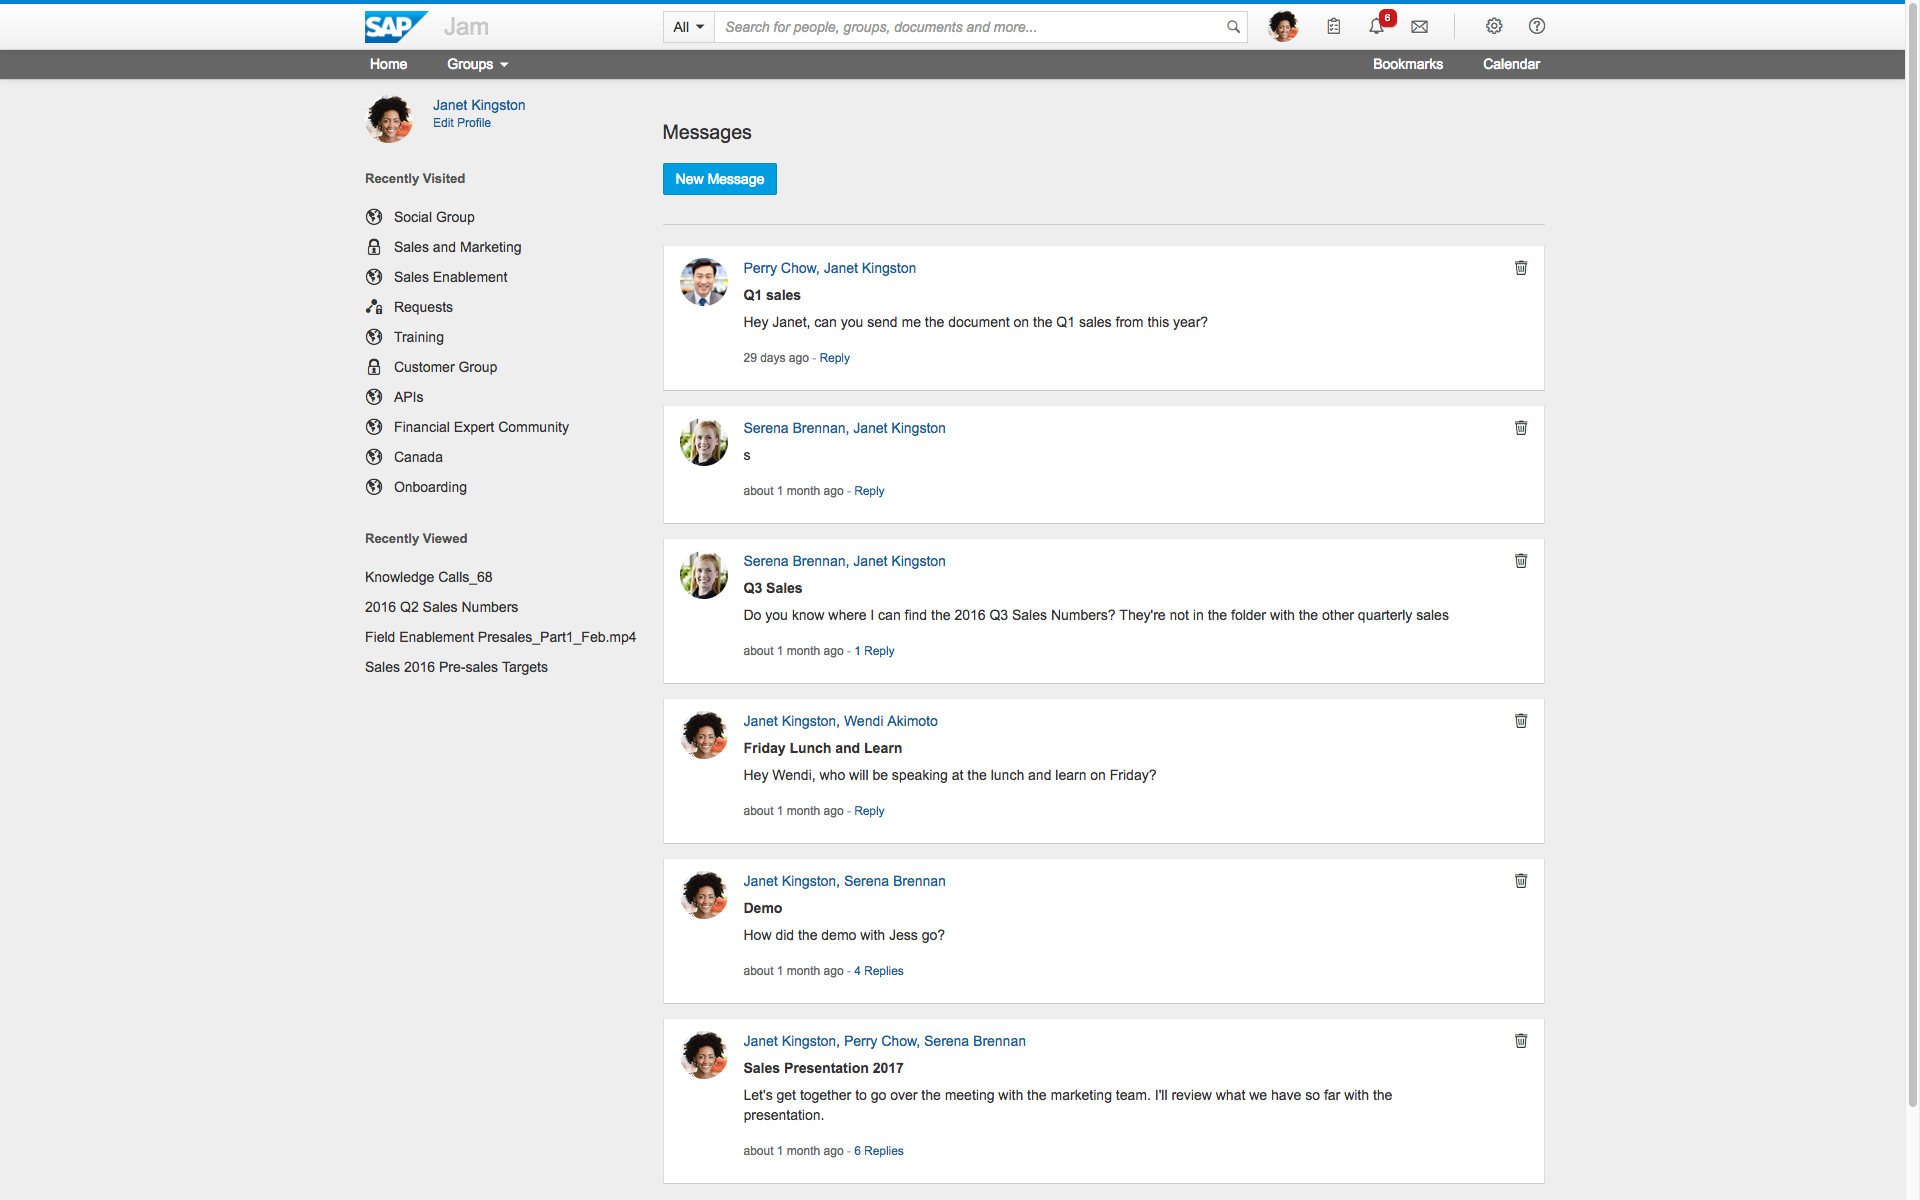 SAP Jam
All
Search for people, groups, documents and more...
6
Home
Groups
Bookmarks
Calendar
Janet Kingston
Edit Profile
Recently Visited
Social Group
Sales and Marketing
Sales Enablement
Requests
Training
Customer Group
APIs
Financial Expert Community
Canada
Onboarding
Recently Viewed
Knowledge Calls_68
2016 Q2 Sales Numbers
Field Enablement Presales_Part1_Feb.mp4
Sales 2016 Pre-sales Targets
Messages
New Message
Perry Chow, Janet Kingston
Q1 sales
Hey Janet, can you send me the document on the Q1 sales from this year?
29 days ago - Reply
Serena Brennan, Janet Kingston
s
about 1 month ago - Reply
Serena Brennan, Janet Kingston
Q3 Sales
Do you know where I can find the 2016 Q3 Sales Numbers? They're not in the folder with the other quarterly sales
about 1 month ago - 1 Reply
Janet Kingston, Wendi Akimoto
Friday Lunch and Learn
Hey Wendi, who will be speaking at the lunch and learn on Friday?
about 1 month ago - Reply
Janet Kingston, Serena Brennan
Demo
How did the demo with Jess go?
about 1 month ago - 4 Replies
Janet Kingston, Perry Chow, Serena Brennan
Sales Presentation 2017
Let's get together to go over the meeting with the marketing team. I'll review what we have so far with the
presentation.
about 1 month ago - 6 Replies